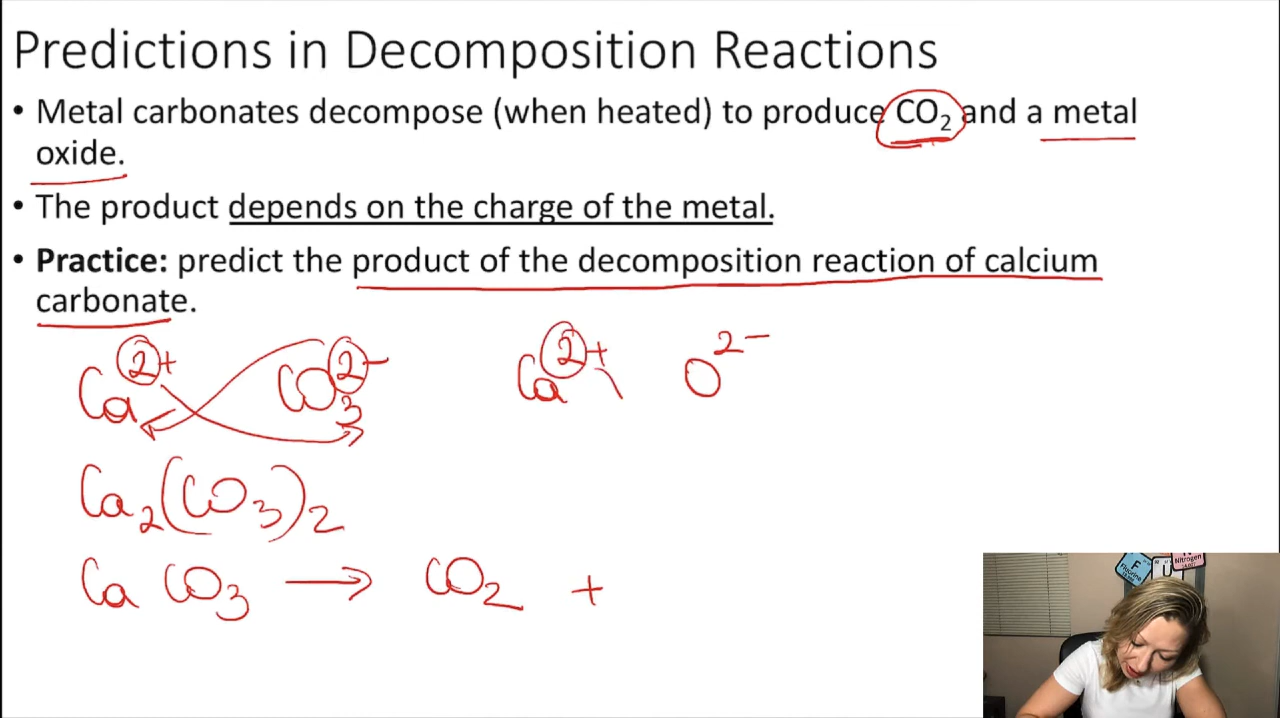 Predictions in Decomposition Reactions
• Metal carbonates decompose (when heated) to produce CO₂ and a metal
oxide.
• The product depends on the charge of the metal.
• Practice: predict the product of the decomposition reaction of calcium
carbonate.
Ca²⁺ CO₃²⁻ Ca²⁺ O²⁻
Ca₂(CO₃)₂
CaCO₃ → CO₂ +
F
Fluorine
U
Nitrogen